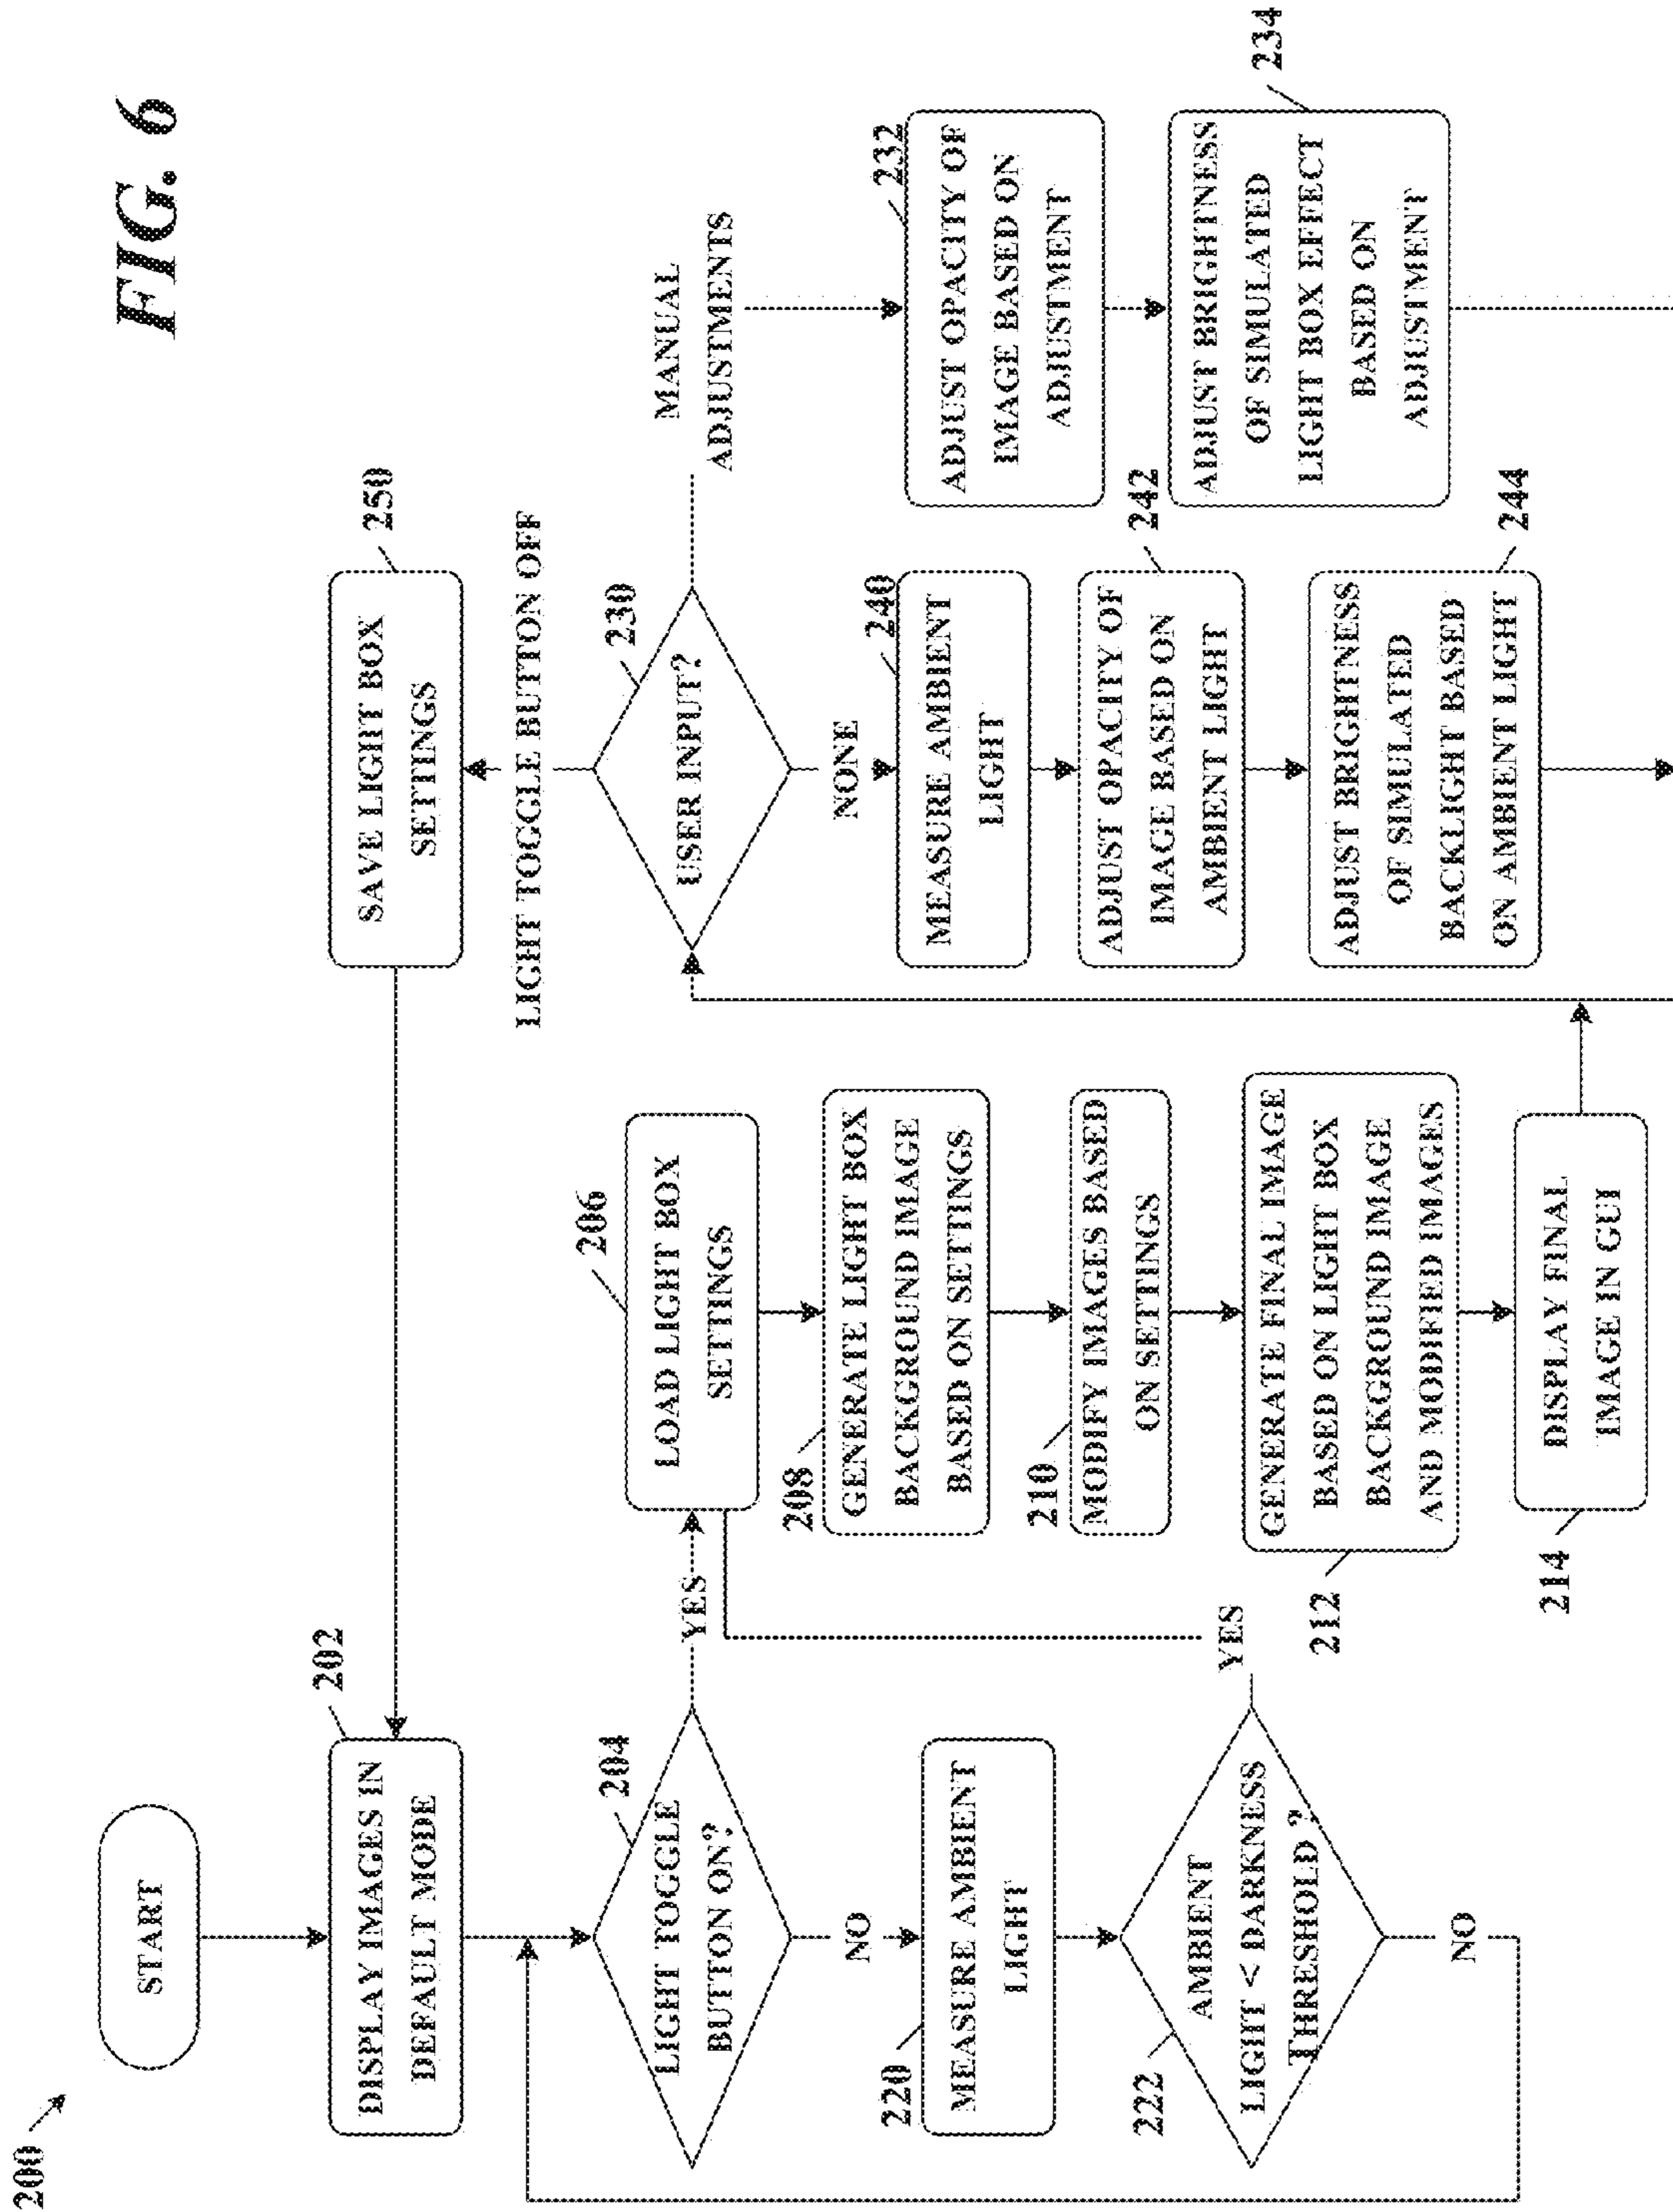 200
FIG. 6
START
202
DISPLAY IMAGES IN
DEFAULT MODE
204
LIGHT TOGGLE
BUTTON ON?
YES
NO
220
MEASURE AMBIENT
LIGHT
222
AMBIENT
LIGHT < DARKNESS
THRESHOLD ?
YES
NO
206
LOAD LIGHT BOX
SETTINGS
208
GENERATE LIGHT BOX
BACKGROUND IMAGE
BASED ON SETTINGS
210
MODIFY IMAGES BASED
ON SETTINGS
212
GENERATE FINAL IMAGE
BASED ON LIGHT BOX
BACKGROUND IMAGE
AND MODIFIED IMAGES
214
DISPLAY FINAL
IMAGE IN GUI
250
SAVE LIGHT BOX
SETTINGS
LIGHT TOGGLE BUTTON OFF
230
USER INPUT?
NONE
240
MEASURE AMBIENT
LIGHT
242
ADJUST OPACITY OF
IMAGE BASED ON
AMBIENT LIGHT
244
ADJUST BRIGHTNESS
OF SIMULATED
BACKLIGHT BASED
ON AMBIENT LIGHT
MANUAL
ADJUSTMENTS
232
ADJUST OPACITY OF
IMAGE BASED ON
ADJUSTMENT
234
ADJUST BRIGHTNESS
OF SIMULATED
LIGHT BOX EFFECT
BASED ON
ADJUSTMENT